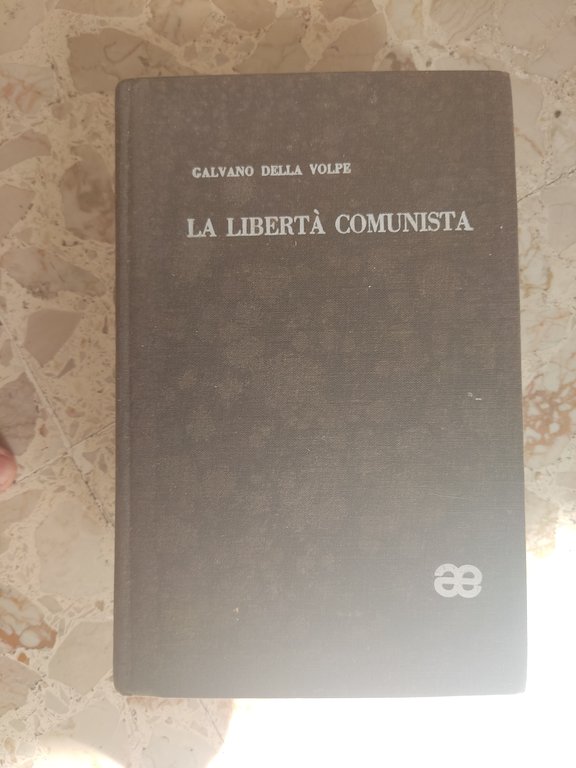 GALVANO DELLA VOLPE
LA LIBERTÀ COMUNISTA
æ